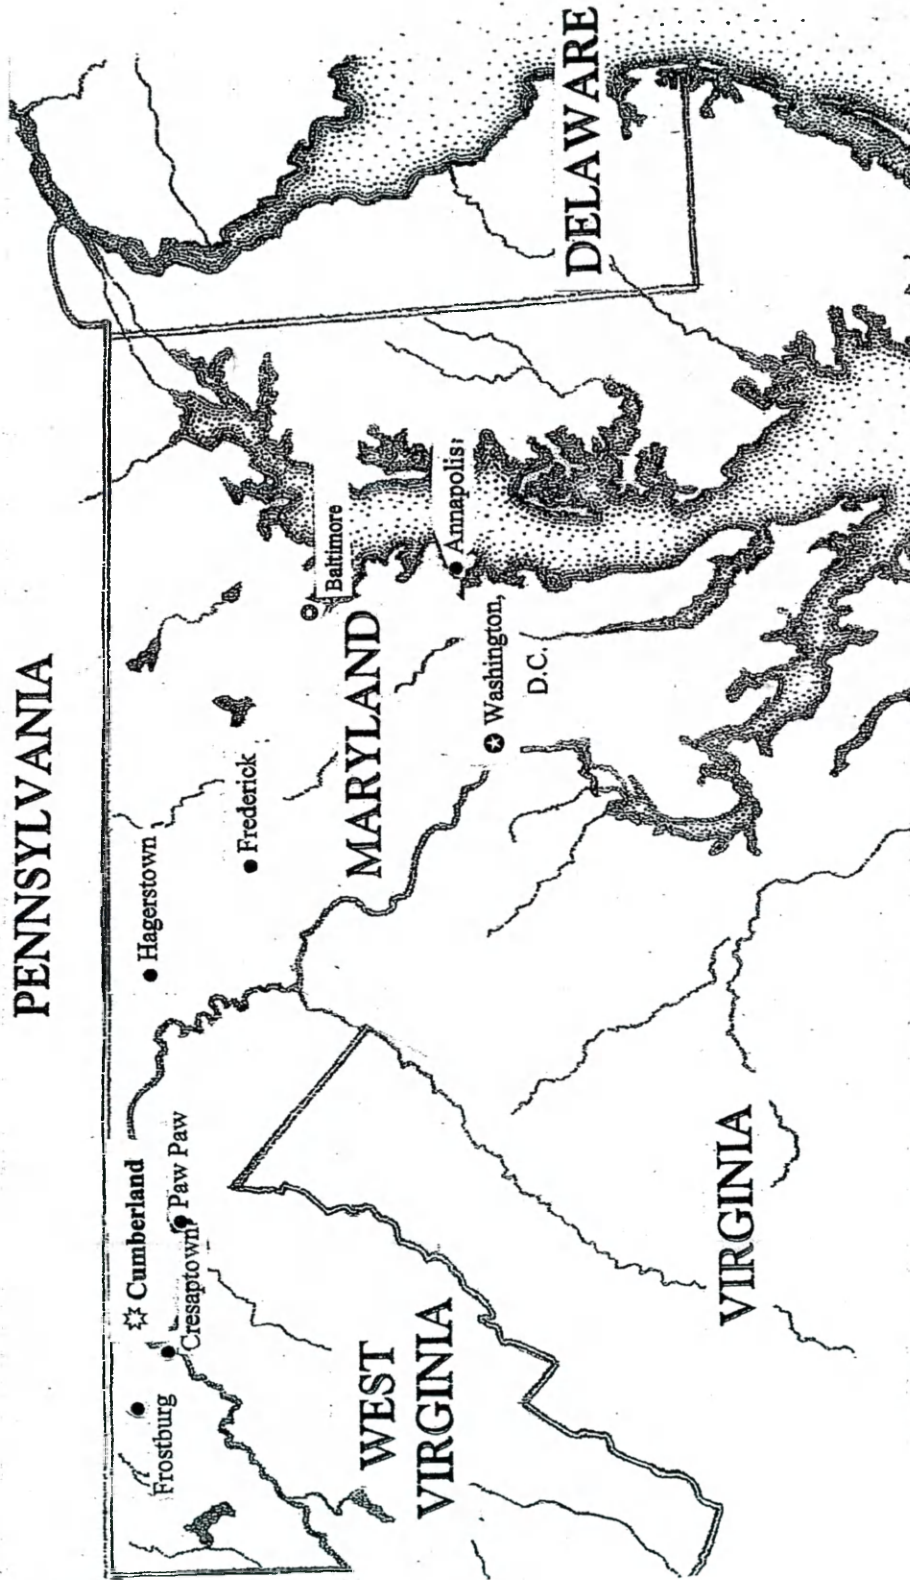 PENNSYLVANIA
Frostburg
Cumberland
Cresaptown
Paw Paw
Hagerstown
Frederick
Baltimore
MARYLAND
Annapolis
Washington,
D.C.
DELAWARE
WEST
VIRGINIA
VIRGINIA